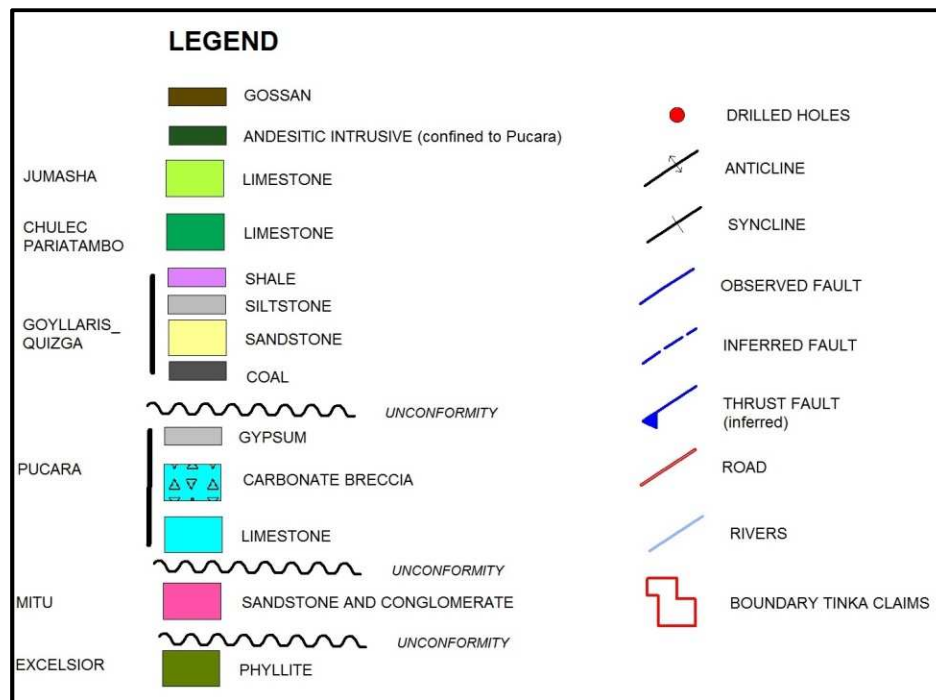 LEGEND
GOSSAN
ANDESITIC INTRUSIVE (confined to Pucara)
JUMASHA
LIMESTONE
CHULEC
PARIATAMBO
LIMESTONE
GOYLLARIS_
QUIZGA
SHALE
SILTSTONE
SANDSTONE
COAL
UNCONFORMITY
PUCARA
GYPSUM
CARBONATE BRECCIA
LIMESTONE
UNCONFORMITY
MITU
SANDSTONE AND CONGLOMERATE
UNCONFORMITY
EXCELSIOR
PHYLLITE
DRILLED HOLES
ANTICLINE
SYNCLINE
OBSERVED FAULT
INFERRED FAULT
THRUST FAULT
(inferred)
ROAD
RIVERS
BOUNDARY TINKA CLAIMS